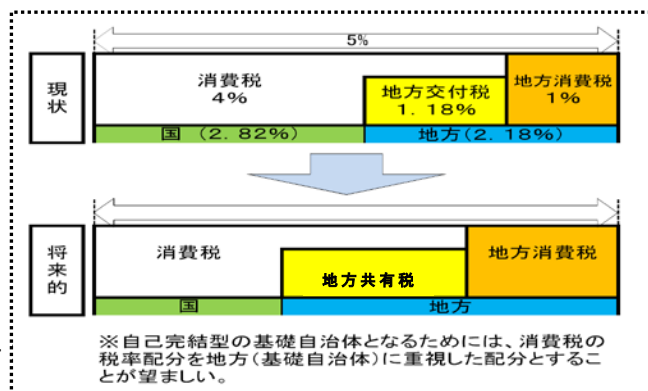 5%
現状
消費税
4%
地方交付税
1.18%
地方消費税
1%
国(2.82%)
地方(2.18%)
将来的
消費税
地方共有税
地方消費税
国
地方
※自己完結型の基礎自治体となるためには、消費税の
税率配分を地方(基礎自治体)に重視した配分とするこ
とが望ましい。